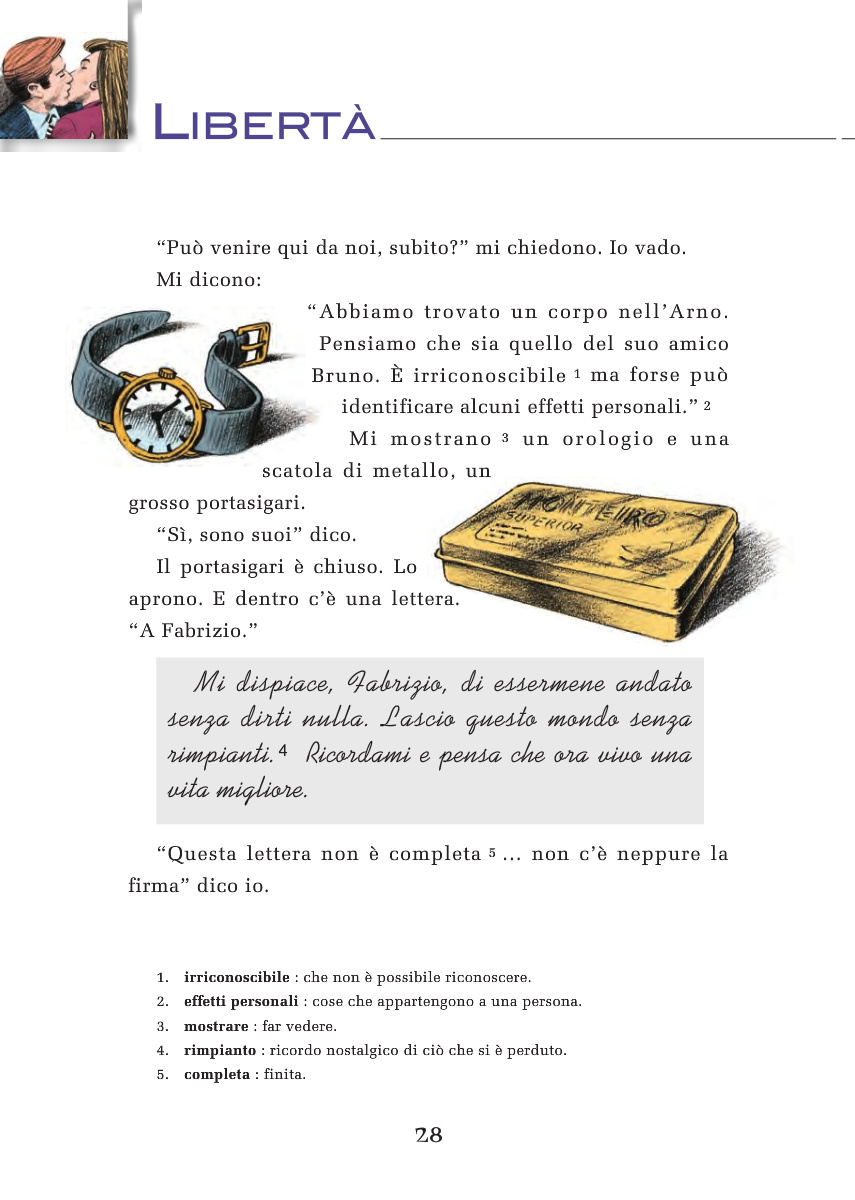 LIBERTÀ
“Può venire qui da noi, subito?” mi chiedono. Io vado.
Mi dicono:
“Abbiamo trovato un corpo nell’Arno.
Pensiamo che sia quello del suo amico
Bruno. È irriconoscibile 1 ma forse può
identificare alcuni effetti personali.” 2
Mi mostrano 3 un orologio e una
scatola di metallo, un
grosso portasigari.
MONTEIRO
SUPERIOR
“Sì, sono suoi” dico.
Il portasigari è chiuso. Lo
aprono. E dentro c’è una lettera.
“A Fabrizio.”
Mi dispiace, Fabrizio, di essermene andato
senza dirti nulla. Lascio questo mondo senza
rimpianti. 4 Ricordami e pensa che ora vivo una
vita migliore.
“Questa lettera non è completa 5 ... non c’è neppure la
firma” dico io.
1. irriconoscibile : che non è possibile riconoscere.
2. effetti personali : cose che appartengono a una persona.
3. mostrare : far vedere.
4. rimpianto : ricordo nostalgico di ciò che si è perduto.
5. completa : finita.
28